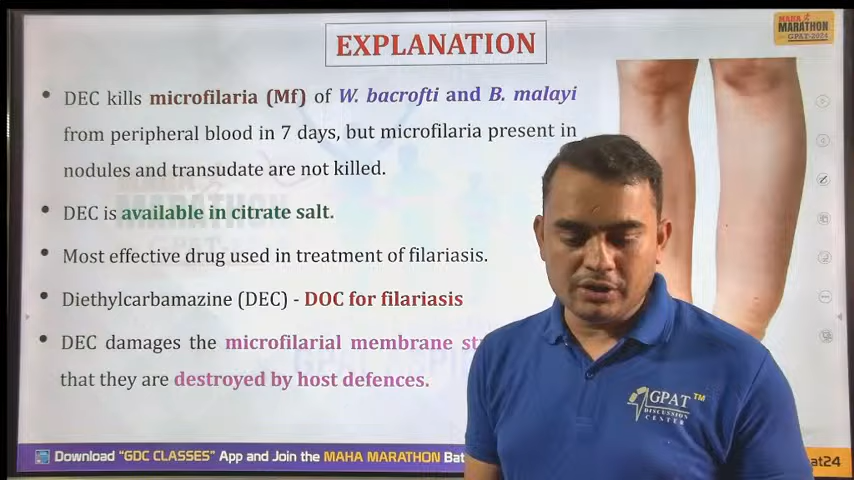 MAHA
MARATHON
GPAT-2024
EXPLANATION
• DEC kills microfilaria (Mf) of W. bacrofti and B. malayi
from peripheral blood in 7 days, but microfilaria present in
nodules and transudate are not killed.
• DEC is available in citrate salt.
• Most effective drug used in treatment of filariasis.
• Diethylcarbamazine (DEC) - DOC for filariasis
• DEC damages the microfilarial membrane
that they are destroyed by host defences.
GPAT TM
DISCUSSION
CENTER
Download "GDC CLASSES" App and Join the MAHA MARATHON Bat
at24